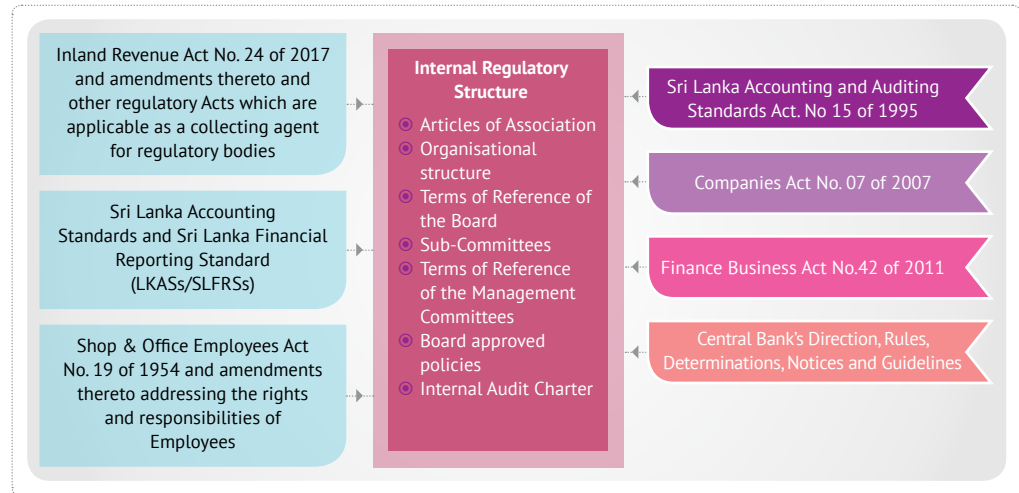 Inland Revenue Act No. 24 of 2017
and amendments thereto and
other regulatory Acts which are
applicable as a collecting agent
for regulatory bodies
Sri Lanka Accounting
Standards and Sri Lanka Financial
Reporting Standard
(LKASs/SLFRSs)
Shop & Office Employees Act
No. 19 of 1954 and amendments
thereto addressing the rights
and responsibilities of
Employees
Internal Regulatory
Structure
Articles of Association
Organisational
structure
Terms of Reference of
the Board
Sub-Committees
Terms of Reference
of the Management
Committees
Board approved
policies
Internal Audit Charter
Sri Lanka Accounting and Auditing
Standards Act. No 15 of 1995
Companies Act No. 07 of 2007
Finance Business Act No.42 of 2011
Central Bank's Direction, Rules,
Determinations, Notices and Guidelines